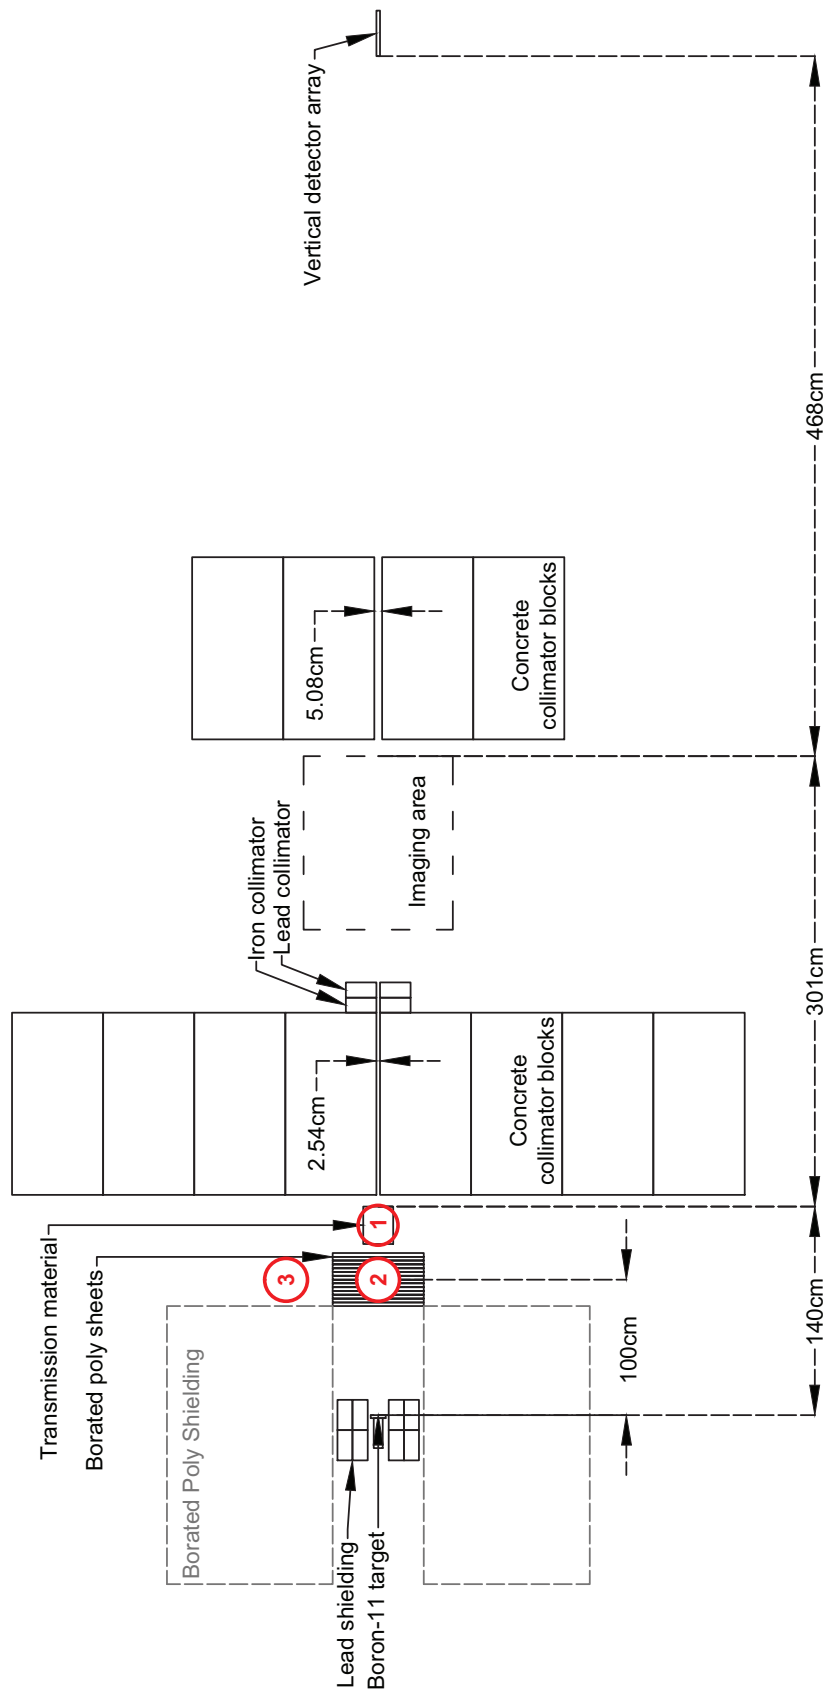 Vertical detector array
468cm
5.08cm
Concrete
collimator blocks
Imaging area
Iron collimator
Lead collimator
301cm
2.54cm
Concrete
collimator blocks
Transmission material
Borated poly sheets
1
2
3
100cm
140cm
Borated Poly Shielding
Lead shielding
Boron-11 target